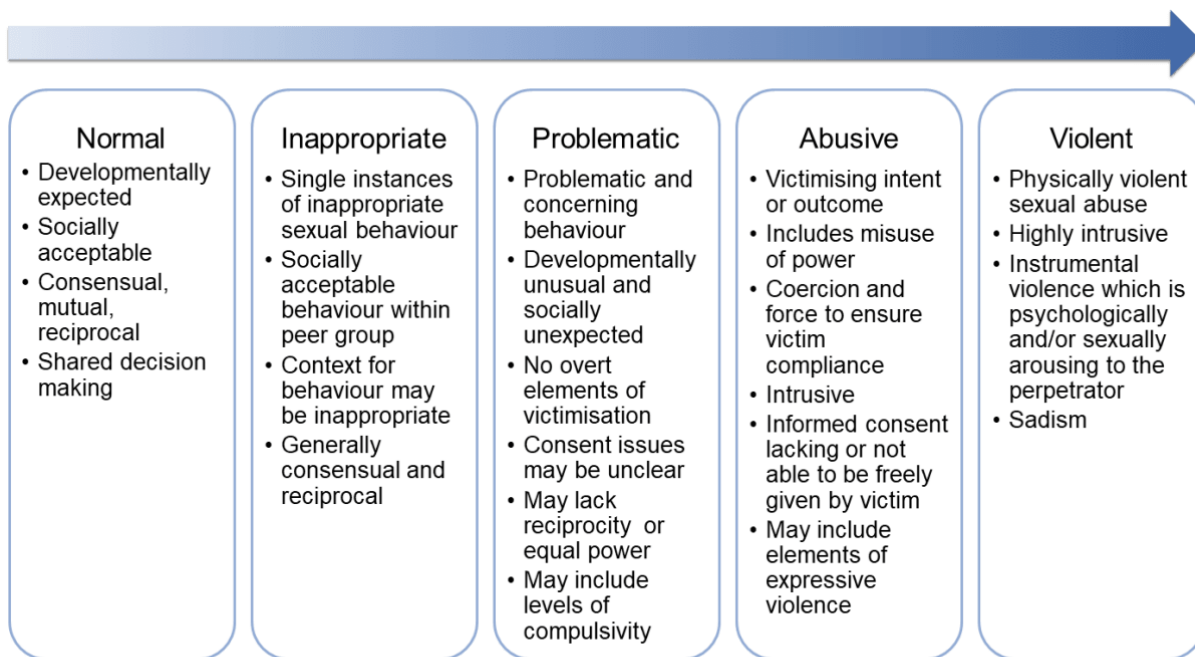 Normal
• Developmentally
expected
• Socially
acceptable
• Consensual,
mutual,
reciprocal
• Shared decision
making
Inappropriate
• Single instances
of inappropriate
sexual behaviour
• Socially
acceptable
behaviour within
peer group
• Context for
behaviour may
be inappropriate
• Generally
consensual and
reciprocal
Problematic
• Problematic and
concerning
behaviour
• Developmentally
unusual and
socially
unexpected
• No overt
elements of
victimisation
• Consent issues
may be unclear
• May lack
reciprocity or
equal power
• May include
levels of
compulsivity
Abusive
• Victimising intent
or outcome
• Includes misuse
of power
• Coercion and
force to ensure
victim
compliance
• Intrusive
• Informed consent
lacking or not
able to be freely
given by victim
• May include
elements of
expressive
violence
Violent
• Physically violent
sexual abuse
• Highly intrusive
• Instrumental
violence which is
psychologically
and/or sexually
arousing to the
perpetrator
• Sadism